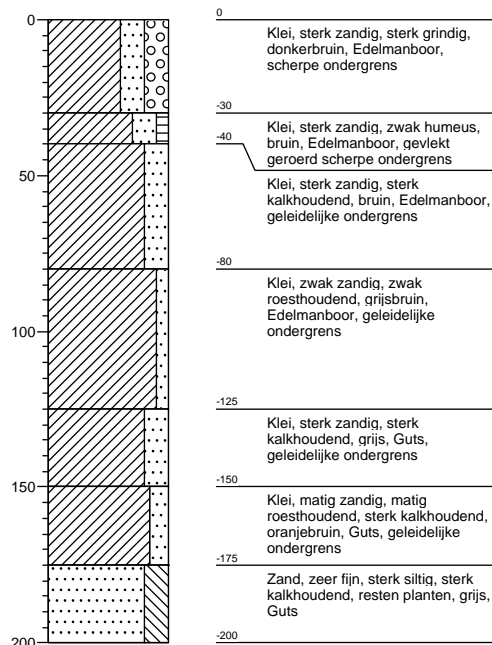 0
0
Klei, sterk zandig, sterk grindig,
donkerbruin, Edelmanboor,
scherpe ondergrens
-30
Klei, sterk zandig, zwak humeus,
bruin, Edelmanboor, gevlekt
geroerd scherpe ondergrens
-40
50
Klei, sterk zandig, sterk
kalkhoudend, bruin, Edelmanboor,
geleidelijke ondergrens
-80
Klei, zwak zandig, zwak
roesthoudend, grijsbruin,
Edelmanboor, geleidelijke
ondergrens
100
-125
Klei, sterk zandig, sterk
kalkhoudend, grijs, Guts,
geleidelijke ondergrens
150
-150
Klei, matig zandig, matig
roesthoudend, sterk kalkhoudend,
oranjebruin, Guts, geleidelijke
ondergrens
-175
Zand, zeer fijn, sterk siltig, sterk
kalkhoudend, resten planten, grijs,
Guts
200
-200